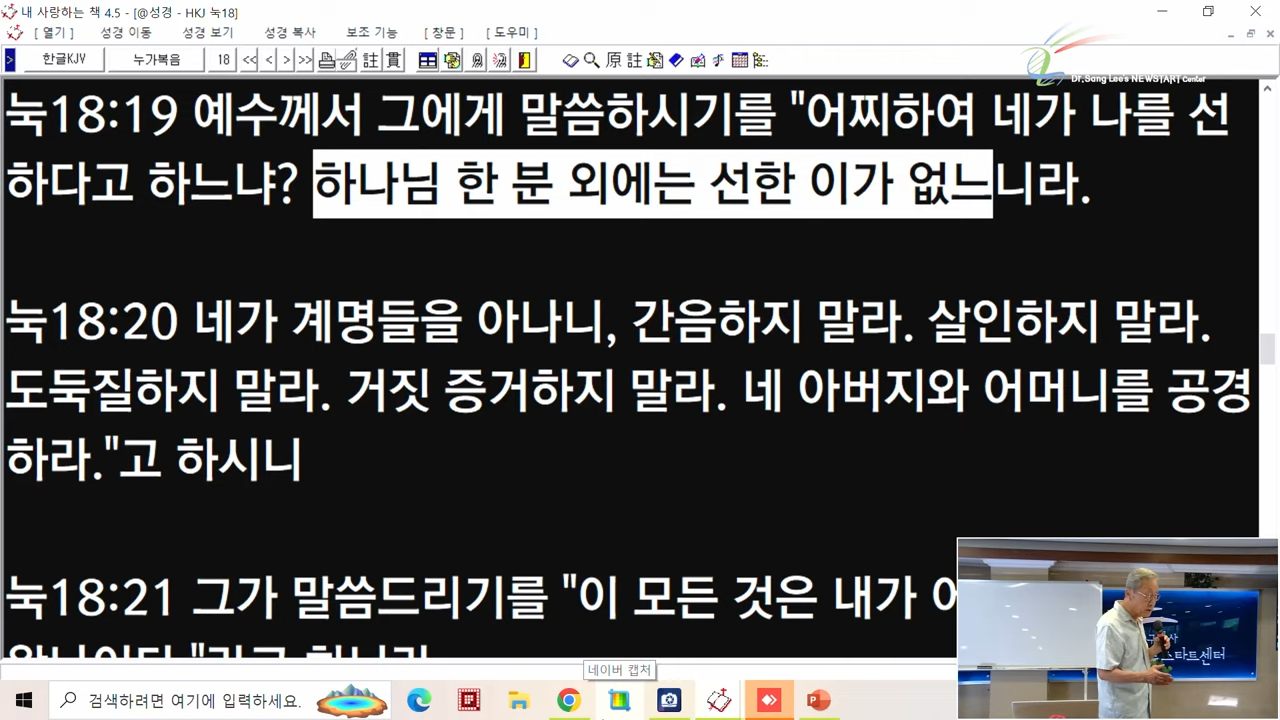 내 사랑하는 책 4.5 - [@성경 - HKJ 눅18]
[ 열기 ] 성경 이동 성경 보기 성경 복사 보조 기능 [ 창문 ] [ 도우미 ]
한글KJV 누가복음 18 << < > >> 註 貫 原 註
Dr.Sang Lee's NEWSTART Center
눅18:19 예수께서 그에게 말씀하시기를 "어찌하여 네가 나를 선
하다고 하느냐? 하나님 한 분 외에는 선한 이가 없느니라.
눅18:20 네가 계명들을 아나니, 간음하지 말라. 살인하지 말라.
도둑질하지 말라. 거짓 증거하지 말라. 네 아버지와 어머니를 공경
하라."고 하시니
눅18:21 그가 말씀드리기를 "이 모든 것은 내가
스타트센터
네이버 캡처
검색하려면 여기에 입력하세요.